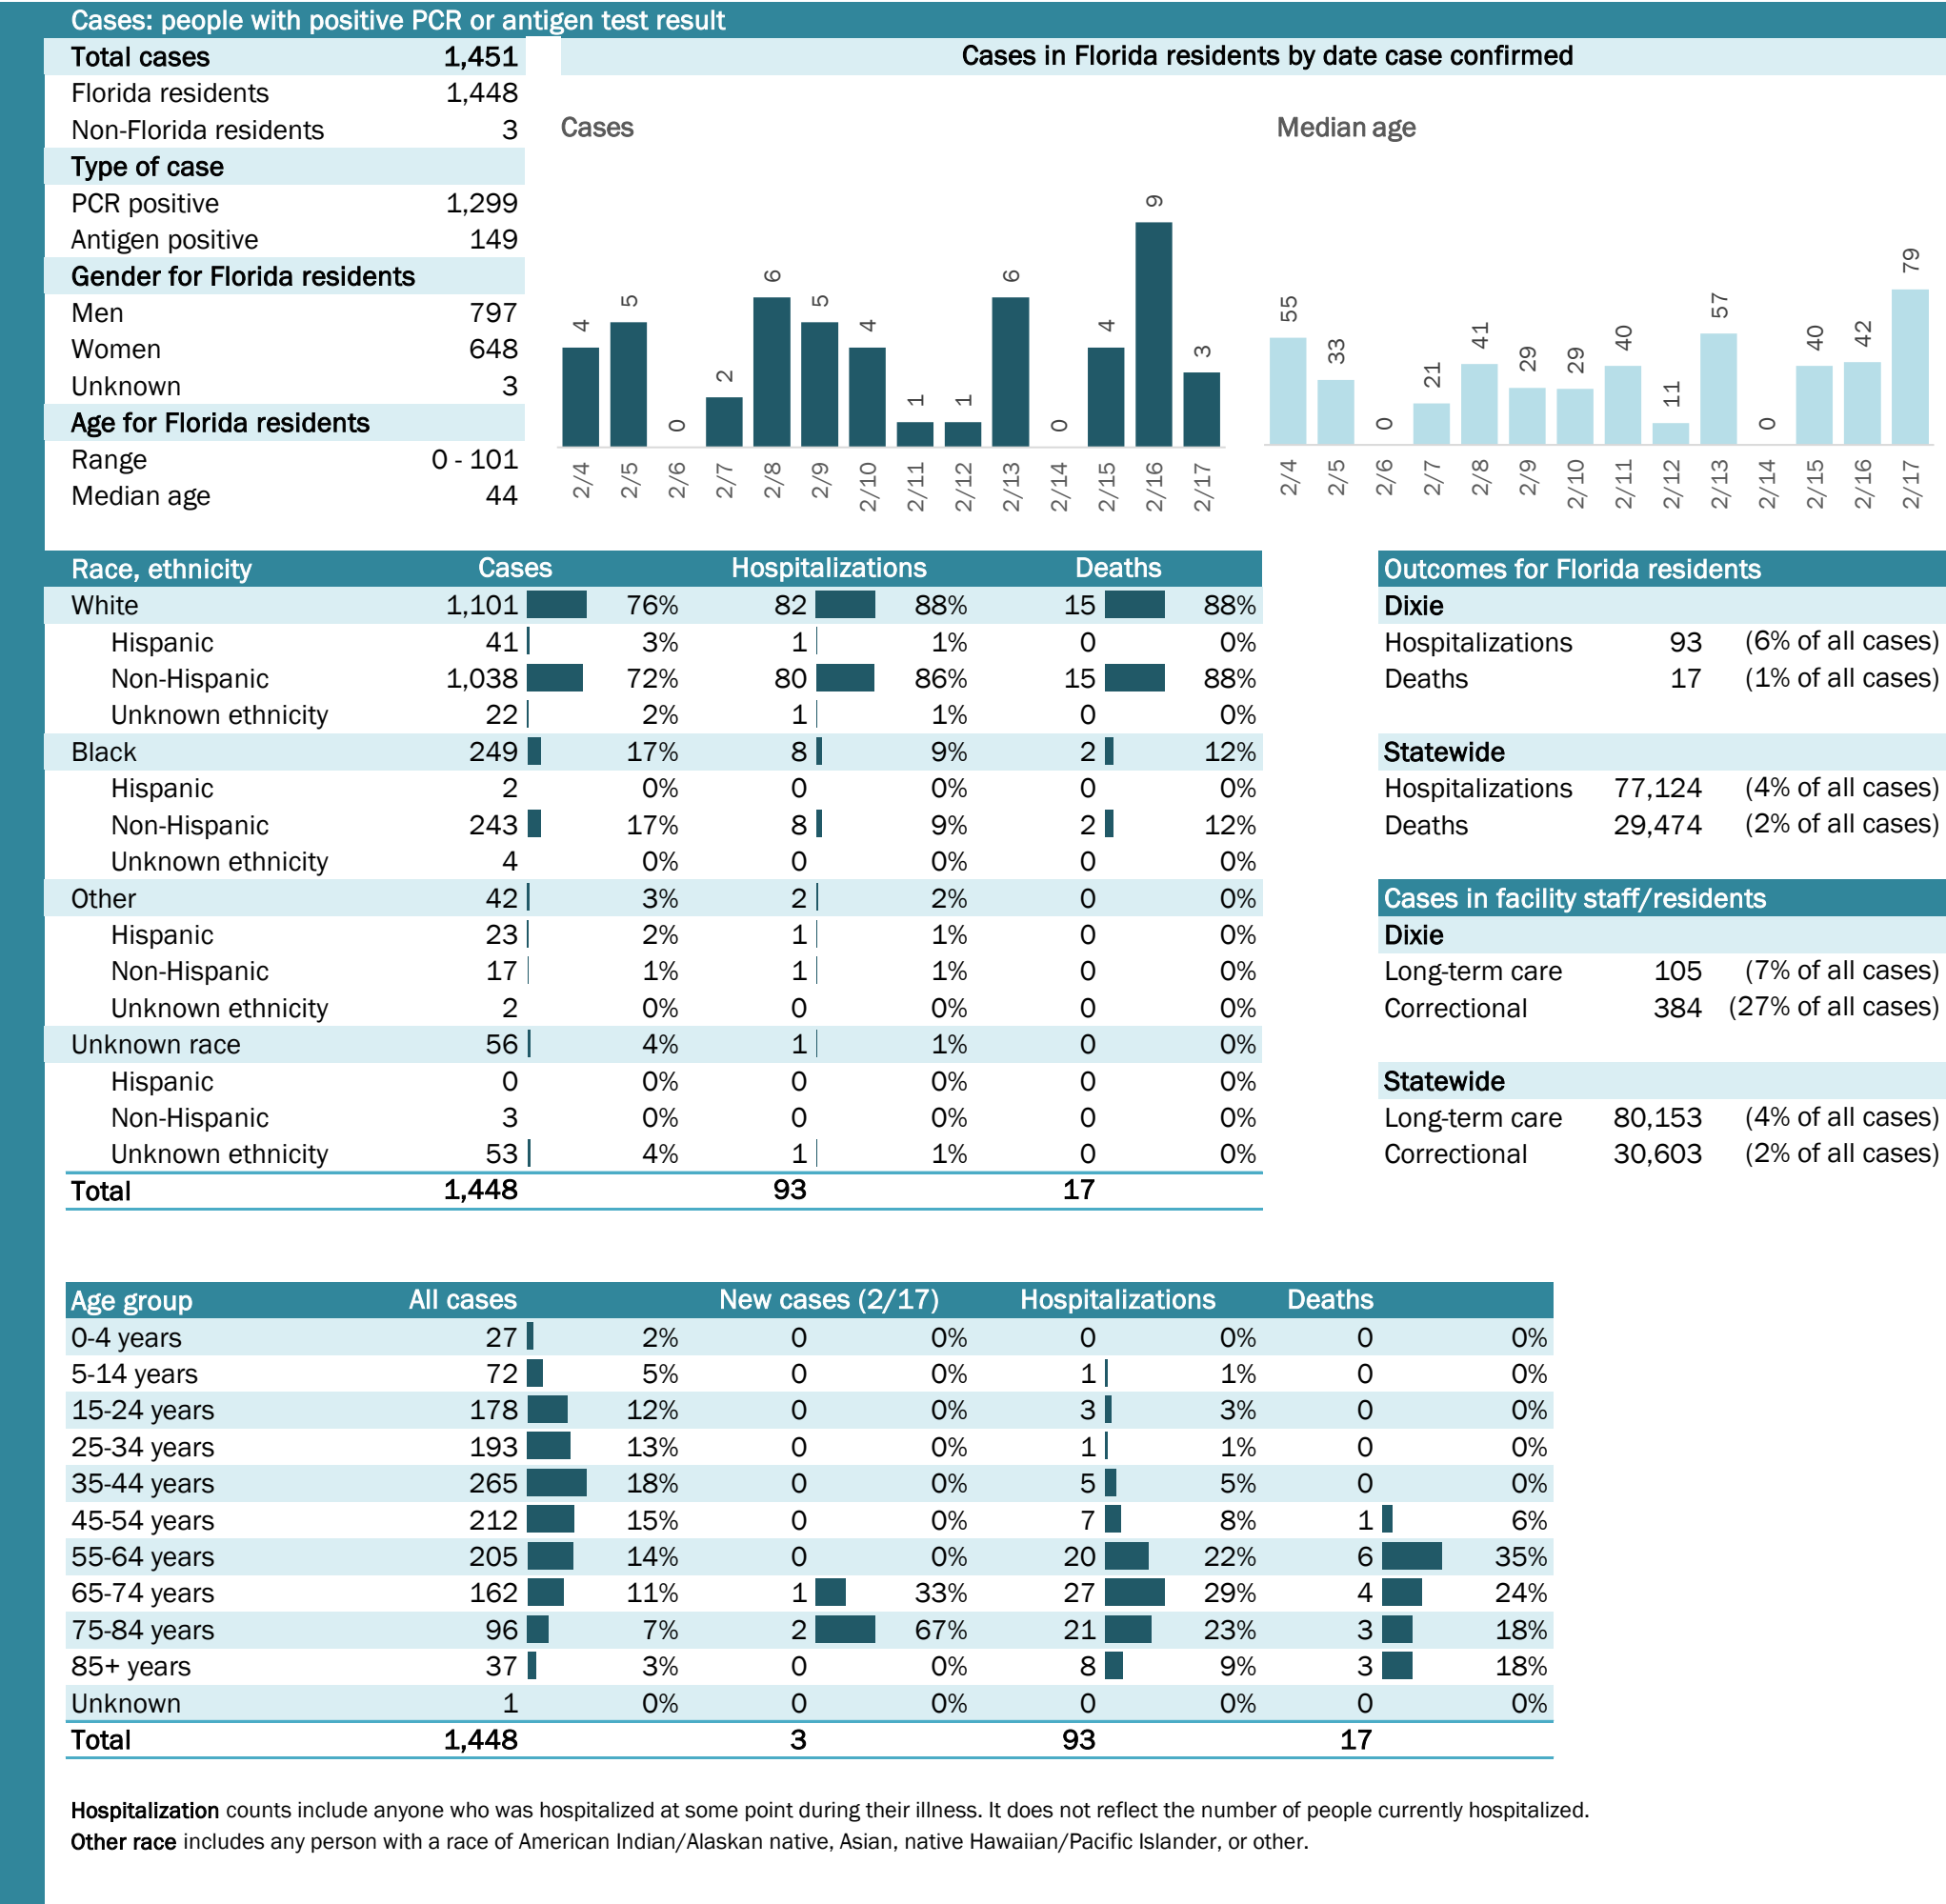 Cases: people with positive PCR or antigen test result
Total cases 1,451
Florida residents 1,448
Non-Florida residents 3
Type of case
PCR positive 1,299
Antigen positive 149
Gender for Florida residents
Men 797
Women 648
Unknown 3
Age for Florida residents
Range 0 - 101
Median age 44
Cases in Florida residents by date case confirmed
Cases
4 5 0 2 6 5 4 1 1 6 0 4 9 3
2/4 2/5 2/6 2/7 2/8 2/9 2/10 2/11 2/12 2/13 2/14 2/15 2/16 2/17
Median age
55 33 0 21 41 29 29 40 11 57 0 40 42 79
2/4 2/5 2/6 2/7 2/8 2/9 2/10 2/11 2/12 2/13 2/14 2/15 2/16 2/17
Race, ethnicity Cases Hospitalizations Deaths
White 1,101 76% 82 88% 15 88%
Hispanic 41 3% 1 1% 0 0%
Non-Hispanic 1,038 72% 80 86% 15 88%
Unknown ethnicity 22 2% 1 1% 0 0%
Black 249 17% 8 9% 2 12%
Hispanic 2 0% 0 0% 0 0%
Non-Hispanic 243 17% 8 9% 2 12%
Unknown ethnicity 4 0% 0 0% 0 0%
Other 42 3% 2 2% 0 0%
Hispanic 23 2% 1 1% 0 0%
Non-Hispanic 17 1% 1 1% 0 0%
Unknown ethnicity 2 0% 0 0% 0 0%
Unknown race 56 4% 1 1% 0 0%
Hispanic 0 0% 0 0% 0 0%
Non-Hispanic 3 0% 0 0% 0 0%
Unknown ethnicity 53 4% 1 1% 0 0%
Total 1,448 93 17
Outcomes for Florida residents
Dixie
Hospitalizations 93 (6% of all cases)
Deaths 17 (1% of all cases)
Statewide
Hospitalizations 77,124 (4% of all cases)
Deaths 29,474 (2% of all cases)
Cases in facility staff/residents
Dixie
Long-term care 105 (7% of all cases)
Correctional 384 (27% of all cases)
Statewide
Long-term care 80,153 (4% of all cases)
Correctional 30,603 (2% of all cases)
Age group All cases New cases (2/17) Hospitalizations Deaths
0-4 years 27 2% 0 0% 0 0% 0 0%
5-14 years 72 5% 0 0% 1 1% 0 0%
15-24 years 178 12% 0 0% 3 3% 0 0%
25-34 years 193 13% 0 0% 1 1% 0 0%
35-44 years 265 18% 0 0% 5 5% 0 0%
45-54 years 212 15% 0 0% 7 8% 1 6%
55-64 years 205 14% 0 0% 20 22% 6 35%
65-74 years 162 11% 1 33% 27 29% 4 24%
75-84 years 96 7% 2 67% 21 23% 3 18%
85+ years 37 3% 0 0% 8 9% 3 18%
Unknown 1 0% 0 0% 0 0% 0 0%
Total 1,448 3 93 17
Hospitalization counts include anyone who was hospitalized at some point during their illness. It does not reflect the number of people currently hospitalized.
Other race includes any person with a race of American Indian/Alaskan native, Asian, native Hawaiian/Pacific Islander, or other.